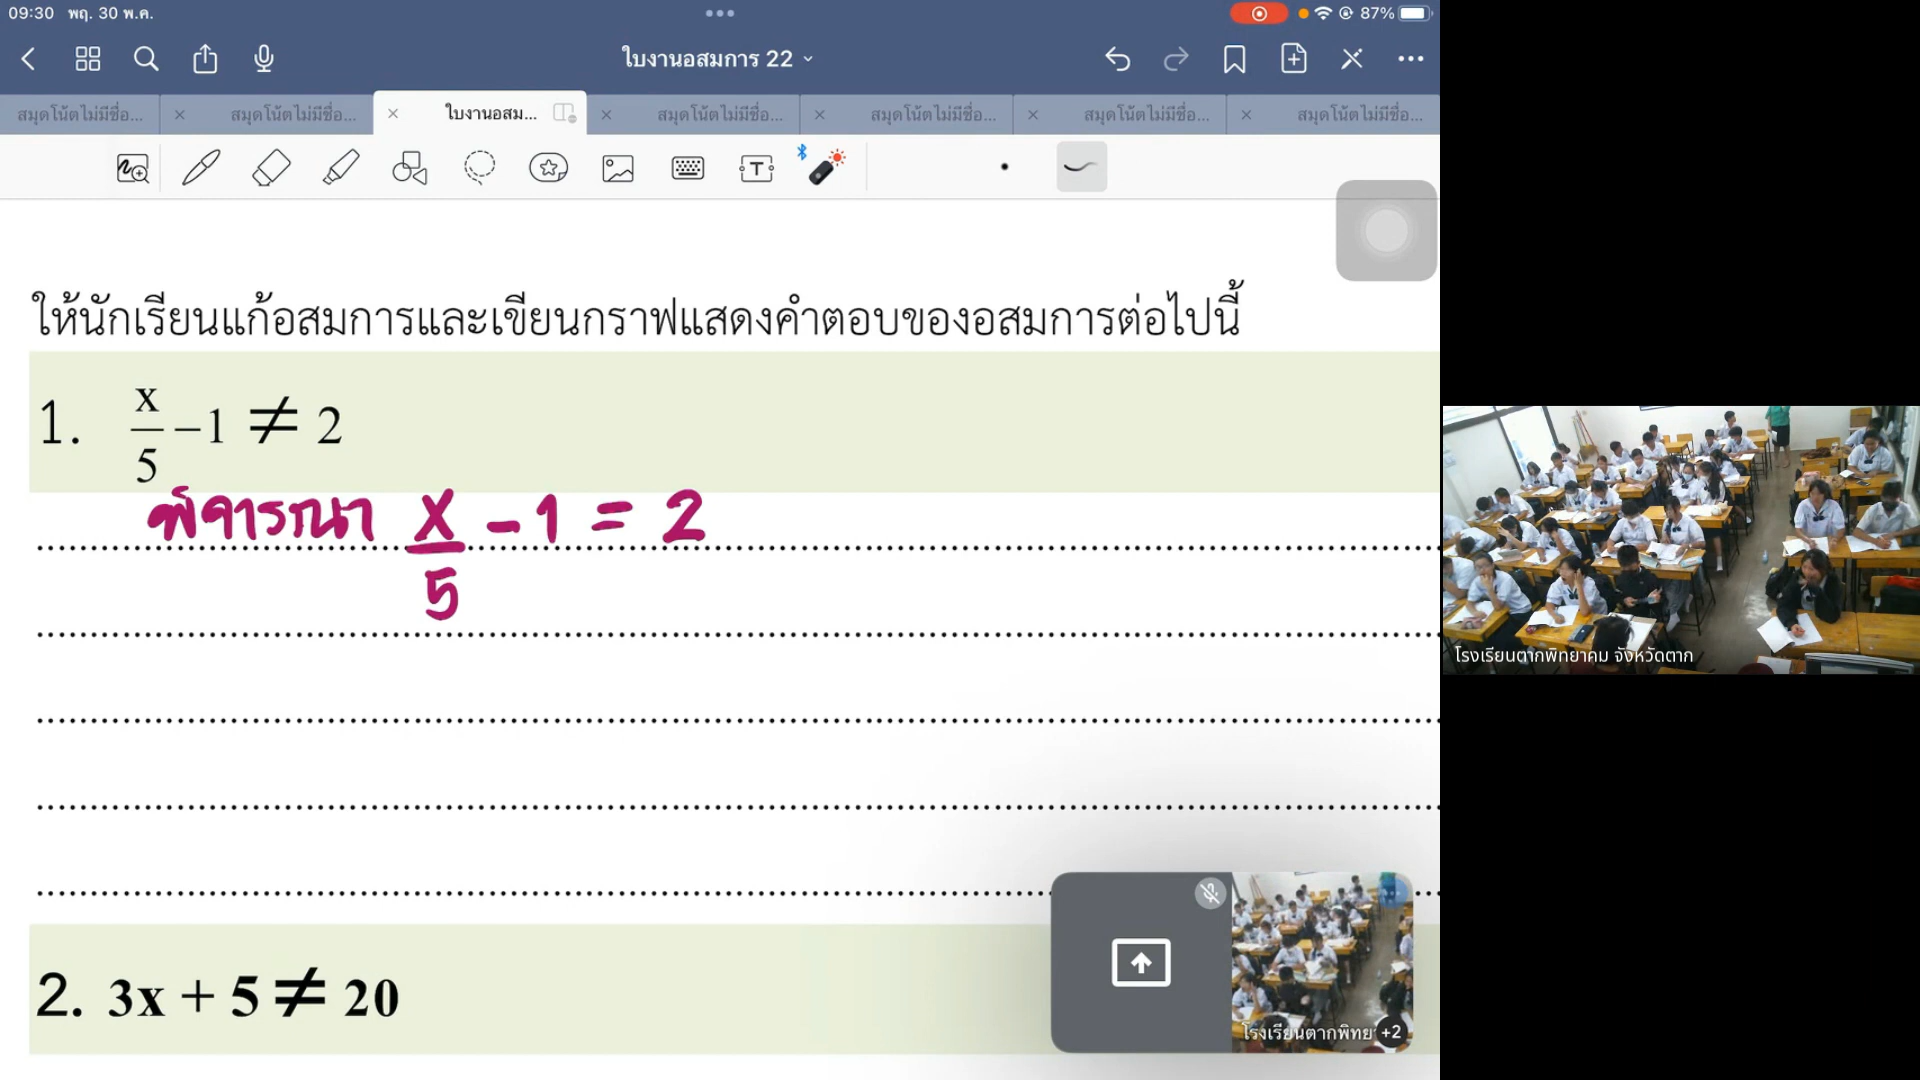 09:30 พฤ. 30 พ.ค.
87%
ใบงานอสมการ 22
สมุดโน้ตไม่มีชื่อ... สมุดโน้ตไม่มีชื่อ... ใบงานอสม... สมุดโน้ตไม่มีชื่อ... สมุดโน้ตไม่มีชื่อ... สมุดโน้ตไม่มีชื่อ... สมุดโน้ตไม่มีชื่อ...
ให้นักเรียนแก้อสมการและเขียนกราฟแสดงคำตอบของอสมการต่อไปนี้
1. x/5 −1 ≠ 2
พิจารณา x/5 − 1 = 2
2. 3x + 5 ≠ 20
โรงเรียนตากพิทยาคม จังหวัดตาก
โรงเรียนตากพิทย +2